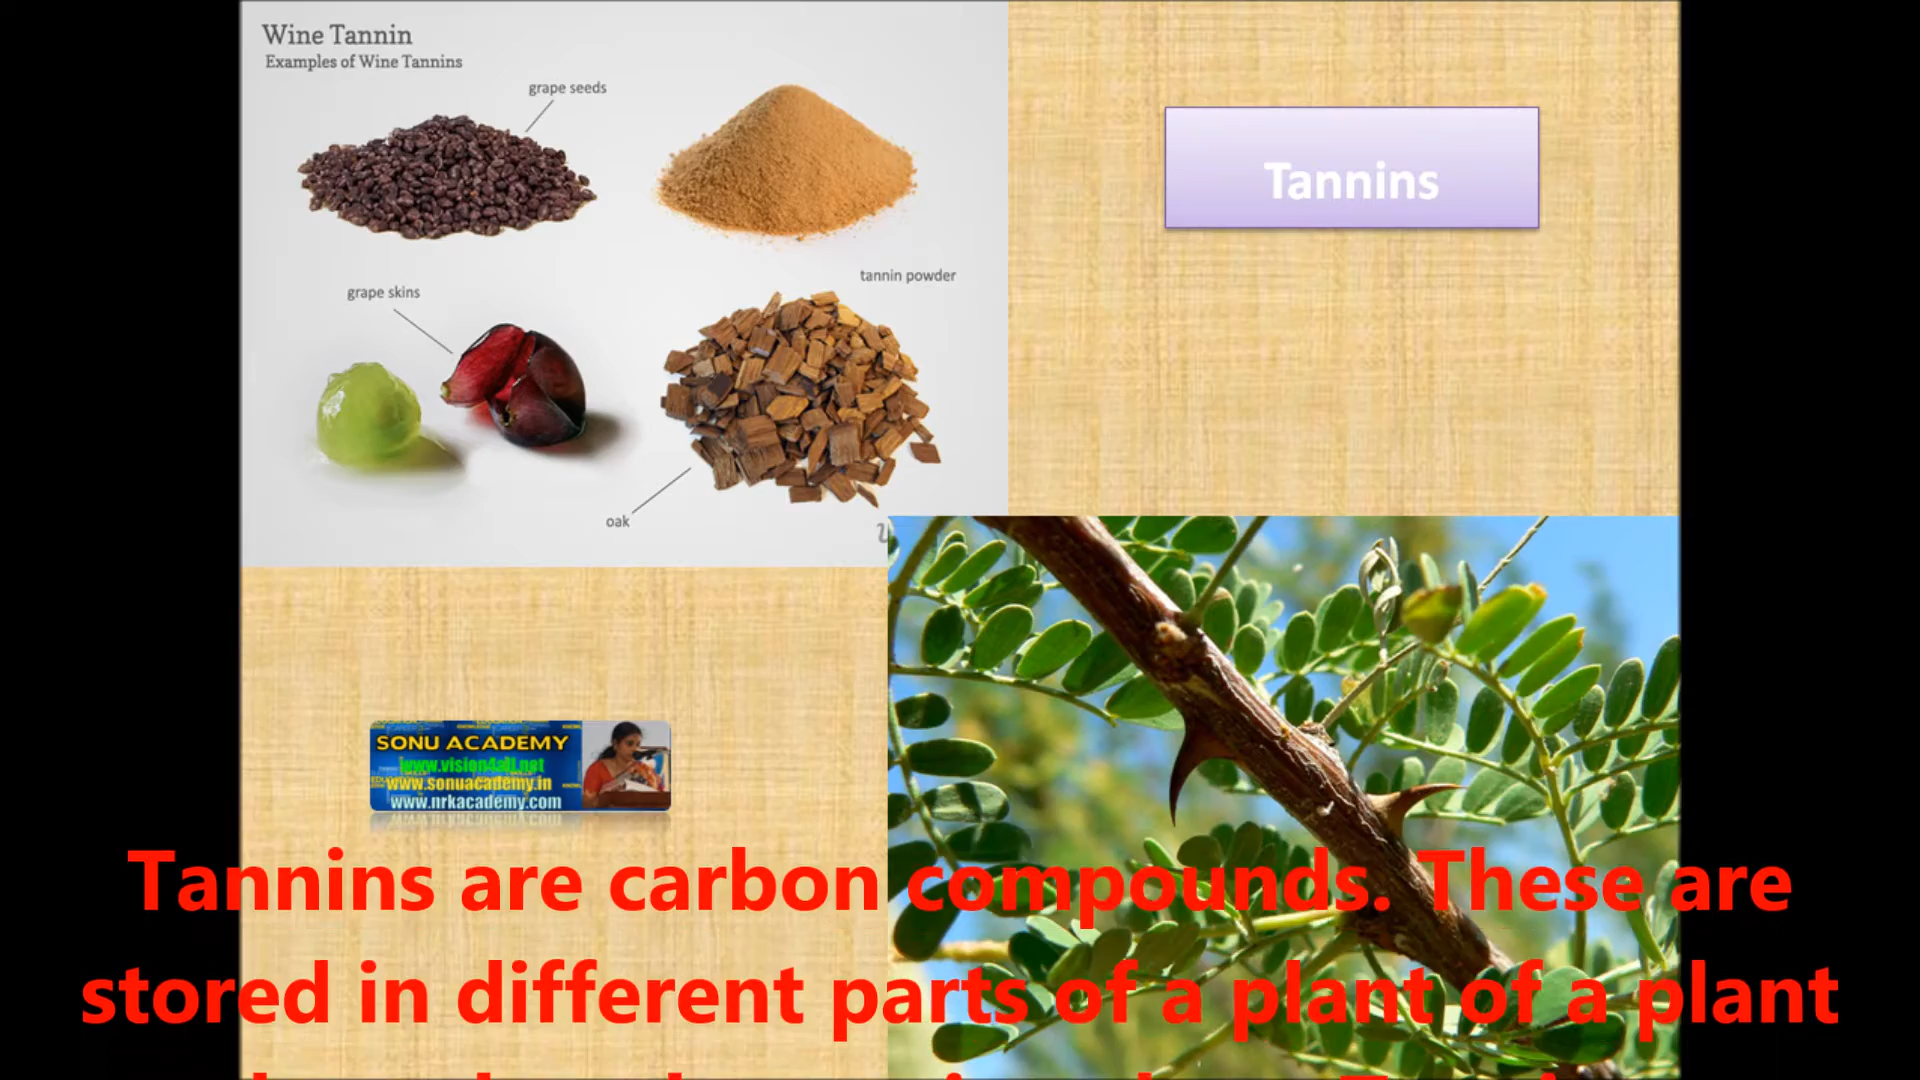 Wine Tannin
Examples of Wine Tannins
grape seeds
tannin powder
grape skins
oak
Tannins
SONU ACADEMY
www.vision4all.net
www.sonuacademy.in
www.nrkacademy.com
Tannins are carbon compounds. These are
stored in different parts of a plant of a plant